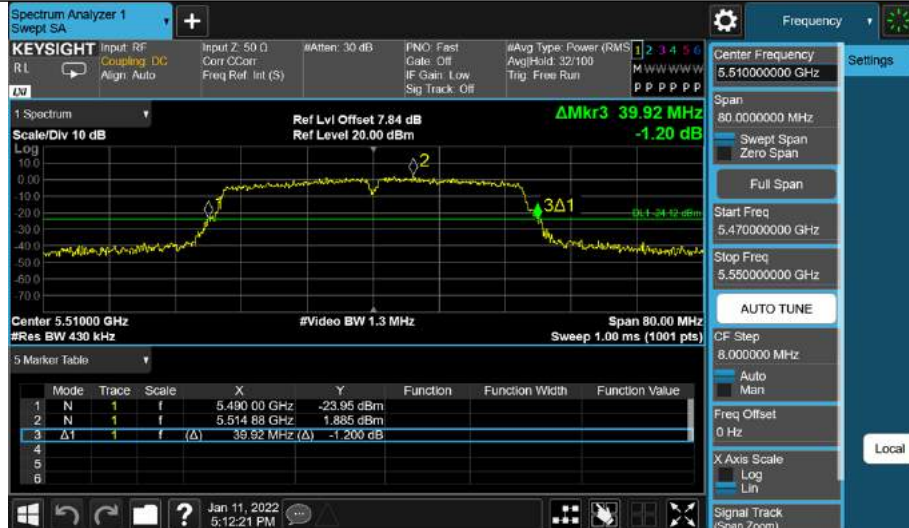 Spectrum Analyzer 1
Swept SA
+
Frequency
KEYSIGHT
RL
LXI
Input: RF
Coupling: DC
Align: Auto
Input Z: 50 Ω
Corr CCorr
Freq Ref: Int (S)
#Atten: 30 dB
PNO: Fast
Gate: Off
IF Gain: Low
Sig Track: Off
#Avg Type: Power (RMS
Avg|Hold: 32/100
Trig: Free Run
1 2 3 4 5 6
M W W W W W
P P P P P P
1 Spectrum
Scale/Div 10 dB
Ref Lvl Offset 7.84 dB
Ref Level 20.00 dBm
ΔMkr3 39.92 MHz
-1.20 dB
Log
10.0
0.00
-10.0
-20.0
-30.0
-40.0
-50.0
-60.0
-70.0
1
2
3Δ1
DL1 -24.12 dBm
Center 5.51000 GHz
#Res BW 430 kHz
#Video BW 1.3 MHz
Span 80.00 MHz
Sweep 1.00 ms (1001 pts)
5 Marker Table
Mode Trace Scale X Y Function Function Width Function Value
1 N 1 f 5.490 00 GHz -23.95 dBm
2 N 1 f 5.514 88 GHz 1.885 dBm
3 Δ1 1 f (Δ) 39.92 MHz (Δ) -1.200 dB
4
5
6
?
Jan 11, 2022
5:12:21 PM
Center Frequency
5.510000000 GHz
Span
80.0000000 MHz
Swept Span
Zero Span
Full Span
Start Freq
5.470000000 GHz
Stop Freq
5.550000000 GHz
AUTO TUNE
CF Step
8.000000 MHz
Auto
Man
Freq Offset
0 Hz
X Axis Scale
Log
Lin
Signal Track
(Span Zoom)
Settings
Local